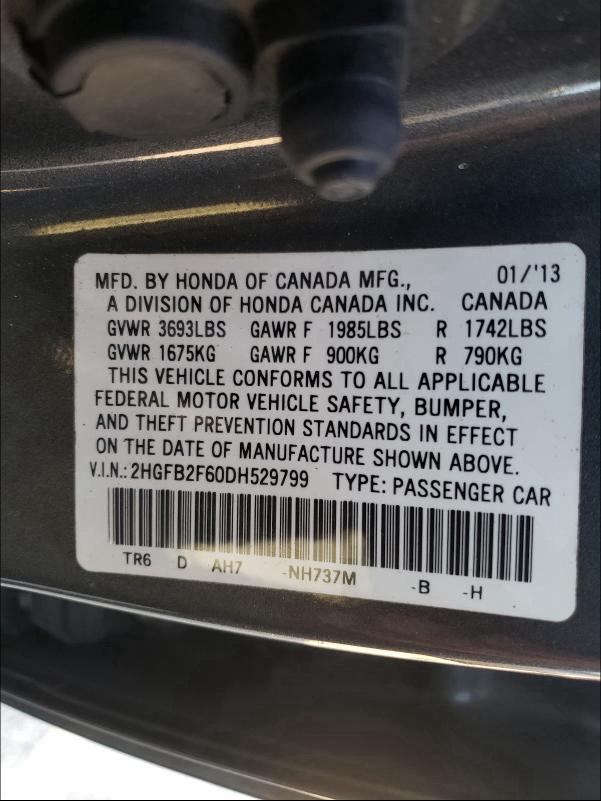 MFD. BY HONDA OF CANADA MFG., 01/'13
A DIVISION OF HONDA CANADA INC. CANADA
GVWR 3693LBS GAWR F 1985LBS R 1742LBS
GVWR 1675KG GAWR F 900KG R 790KG
THIS VEHICLE CONFORMS TO ALL APPLICABLE
FEDERAL MOTOR VEHICLE SAFETY, BUMPER,
AND THEFT PREVENTION STANDARDS IN EFFECT
ON THE DATE OF MANUFACTURE SHOWN ABOVE.
V.I.N.: 2HGFB2F60DH529799 TYPE: PASSENGER CAR
TR6 D AH7 -NH737M -B -H